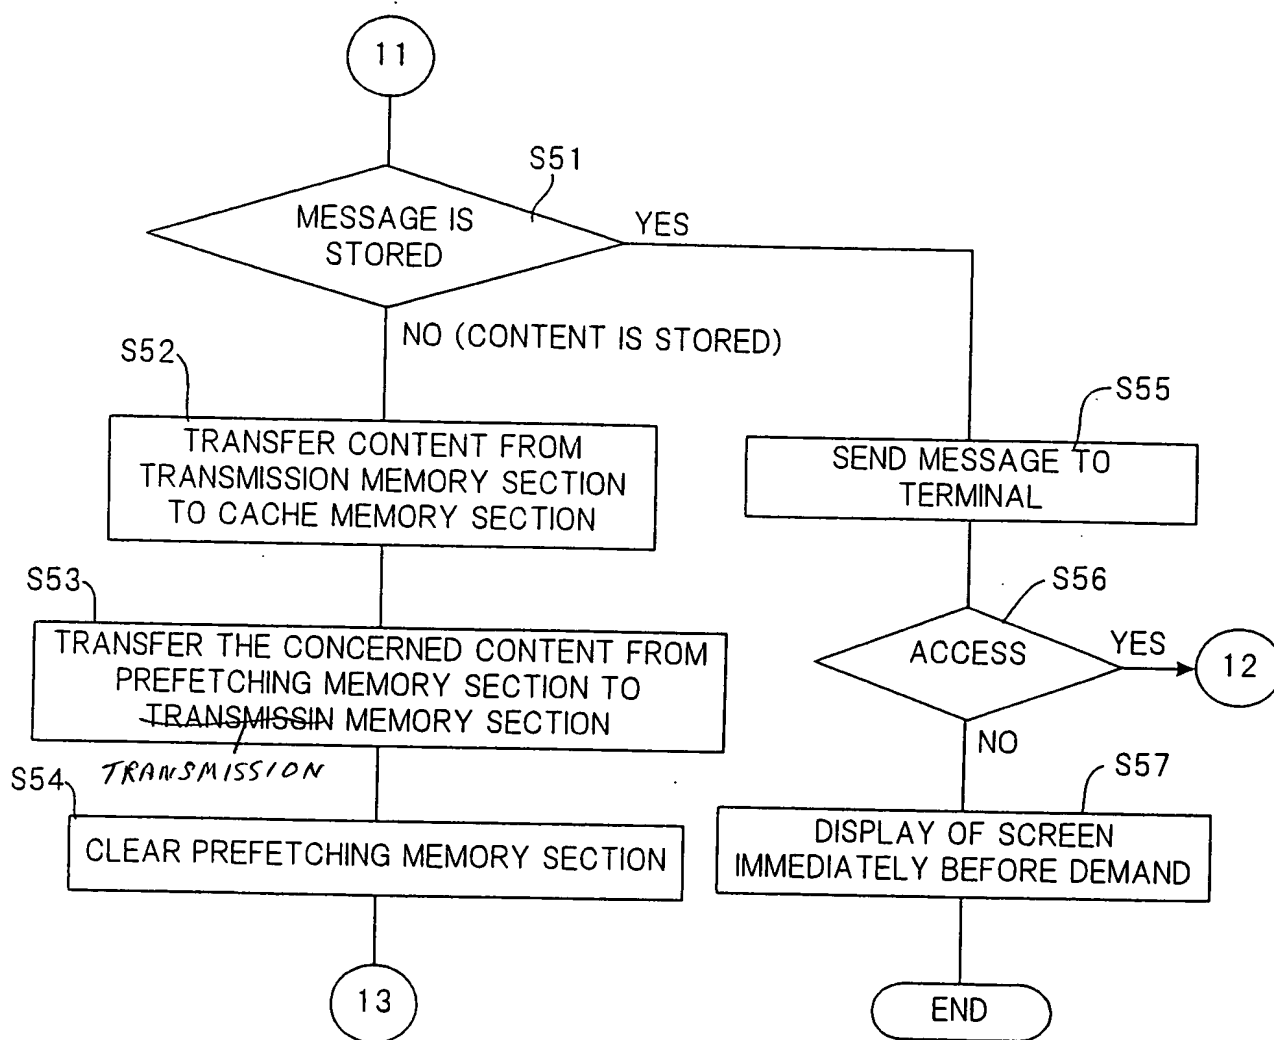 11
S51
MESSAGE IS
STORED
YES
NO (CONTENT IS STORED)
S52
TRANSFER CONTENT FROM
TRANSMISSION MEMORY SECTION
TO CACHE MEMORY SECTION
S53
TRANSFER THE CONCERNED CONTENT FROM
PREFETCHING MEMORY SECTION TO
TRANSMISSIN MEMORY SECTION
TRANSMISSION
S54
CLEAR PREFETCHING MEMORY SECTION
13
S55
SEND MESSAGE TO
TERMINAL
S56
ACCESS
YES
12
NO
S57
DISPLAY OF SCREEN
IMMEDIATELY BEFORE DEMAND
END